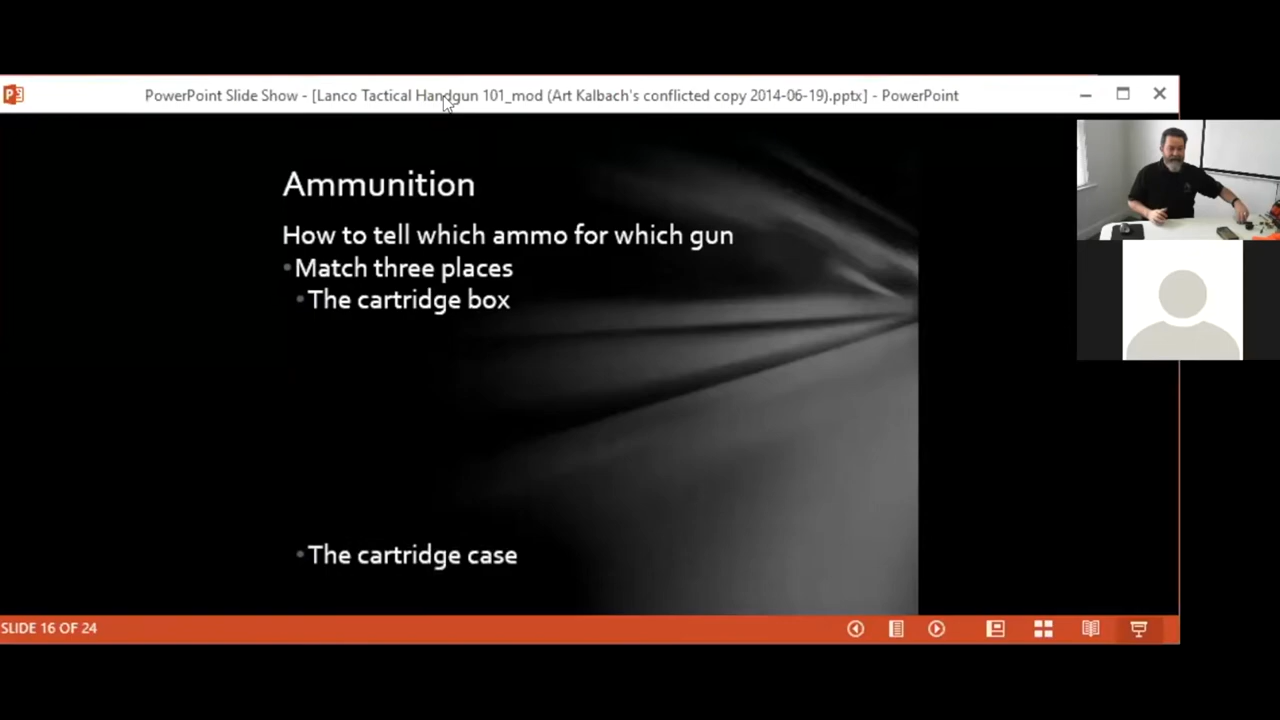 PowerPoint Slide Show - [Lanco Tactical Handgun 101_mod (Art Kalbach's conflicted copy 2014-06-19).pptx] - PowerPoint
Ammunition
How to tell which ammo for which gun
Match three places
The cartridge box
The cartridge case
SLIDE 16 OF 24